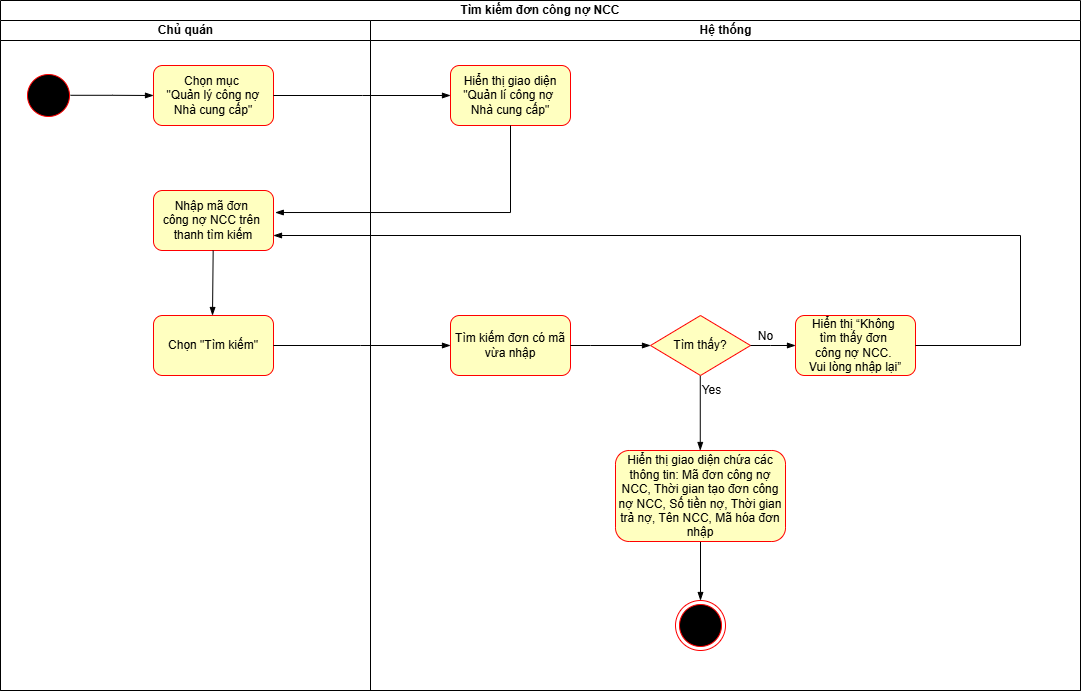 Tìm kiếm đơn công nợ NCC
Chủ quán
Hệ thống
Chọn mục
"Quản lý công nợ
Nhà cung cấp"
Hiển thị giao diện
"Quản lí công nợ
Nhà cung cấp"
Nhập mã đơn
công nợ NCC trên
thanh tìm kiếm
Chọn "Tìm kiếm"
Tìm kiếm đơn có mã
vừa nhập
Tìm thấy?
No
Hiển thị “Không
tìm thấy đơn
công nợ NCC.
Vui lòng nhập lại”
Yes
Hiển thị giao diện chứa các
thông tin: Mã đơn công nợ
NCC, Thời gian tạo đơn công
nợ NCC, Số tiền nợ, Thời gian
trả nợ, Tên NCC, Mã hóa đơn
nhập